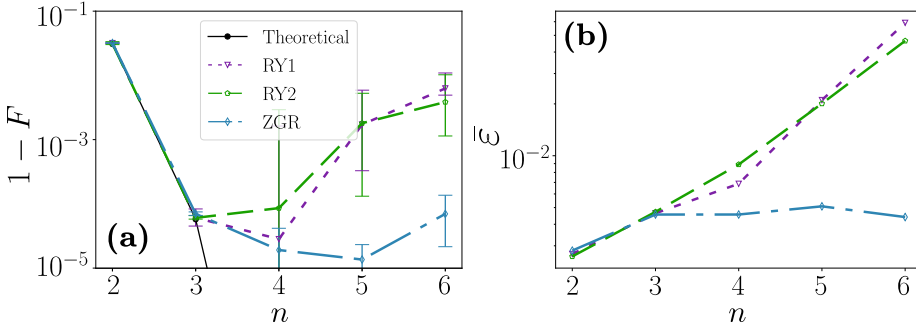 10⁻¹
10⁻³
10⁻⁵
1 − F
Theoretical
RY1
RY2
ZGR
(a)
2 3 4 5 6
n
(b)
10⁻²
ε̅
2 3 4 5 6
n